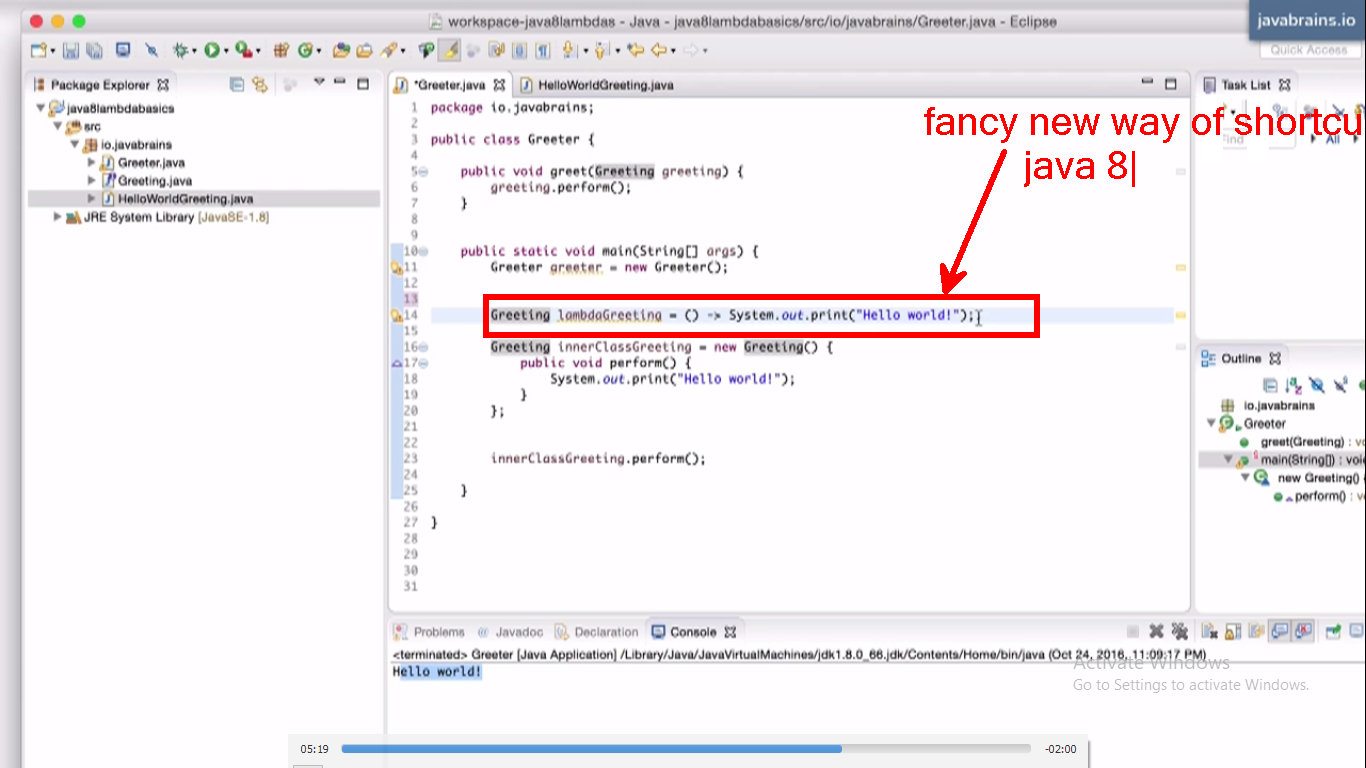 workspace-java8lambdas - Java - java8lambdabasics/src/io/javabrains/Greeter.java - Eclipse
javabrains.io
Quick Access
Package Explorer
java8lambdabasics
src
io.javabrains
Greeter.java
Greeting.java
HelloWorldGreeting.java
JRE System Library [JavaSE-1.8]
*Greeter.java
HelloWorldGreeting.java
1 package io.javabrains;
2
3 public class Greeter {
4
5 public void greet(Greeting greeting) {
6 greeting.perform();
7 }
8
9
10 public static void main(String[] args) {
11 Greeter greeter = new Greeter();
12
13
14 Greeting lambdaGreeting = () -> System.out.print("Hello world!");
15
16 Greeting innerClassGreeting = new Greeting() {
17 public void perform() {
18 System.out.print("Hello world!");
19 }
20 };
21
22
23 innerClassGreeting.perform();
24
25 }
26
27 }
28
29
30
31
fancy new way of shortcu
java 8|
Task List
Find
All
Outline
io.javabrains
Greeter
greet(Greeting) : vo
main(String[]) : void
new Greeting() {
perform() : v
Problems
Javadoc
Declaration
Console
<terminated> Greeter [Java Application] /Library/Java/JavaVirtualMachines/jdk1.8.0_66.jdk/Contents/Home/bin/java (Oct 24, 2016, 11:09:17 PM)
Hello world!
Activate Windows
Go to Settings to activate Windows.
05:19
-02:00